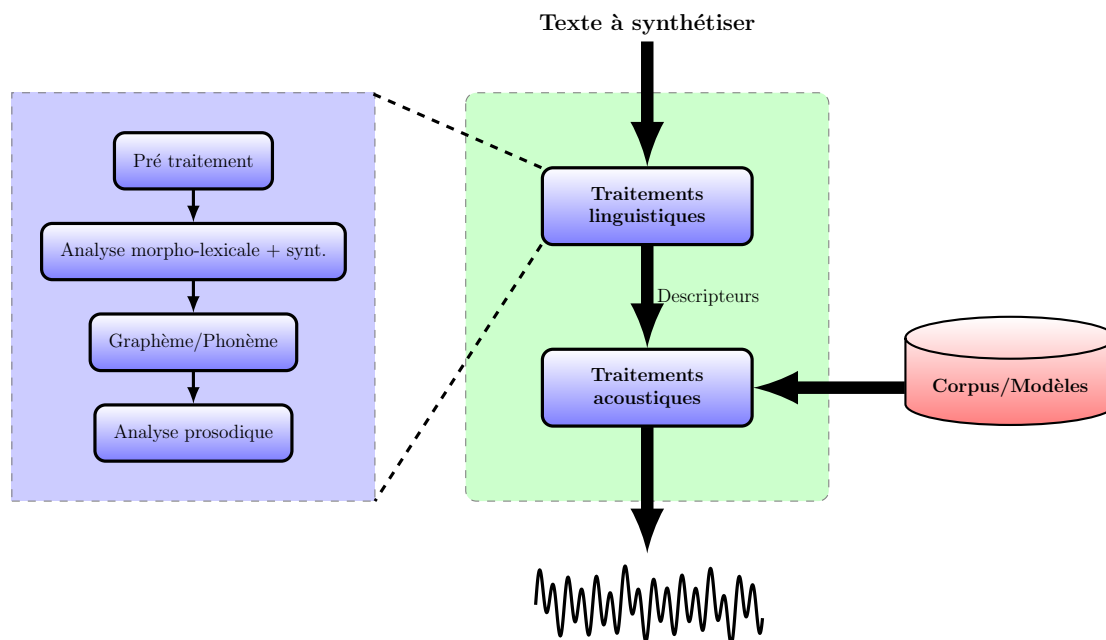 Texte à synthétiser
Pré traitement
Analyse morpho-lexicale + synt.
Graphème/Phonème
Analyse prosodique
Traitements
linguistiques
Descripteurs
Traitements
acoustiques
Corpus/Modèles